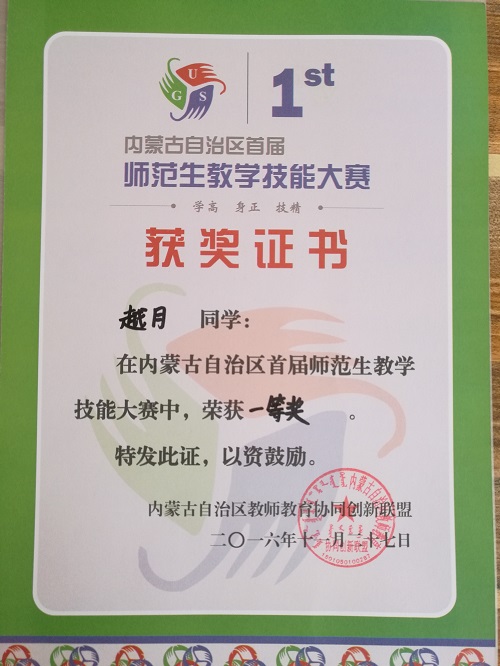 U
G S
1st
内蒙古自治区首届
师范生教学技能大赛
学高 身正 技精
获奖证书
越月 同学：
在内蒙古自治区首届师范生教学
技能大赛中，荣获一等奖。
特发此证，以资鼓励。
内蒙古自治区教师教育协同创新联盟
二〇一六年十一月二十七日